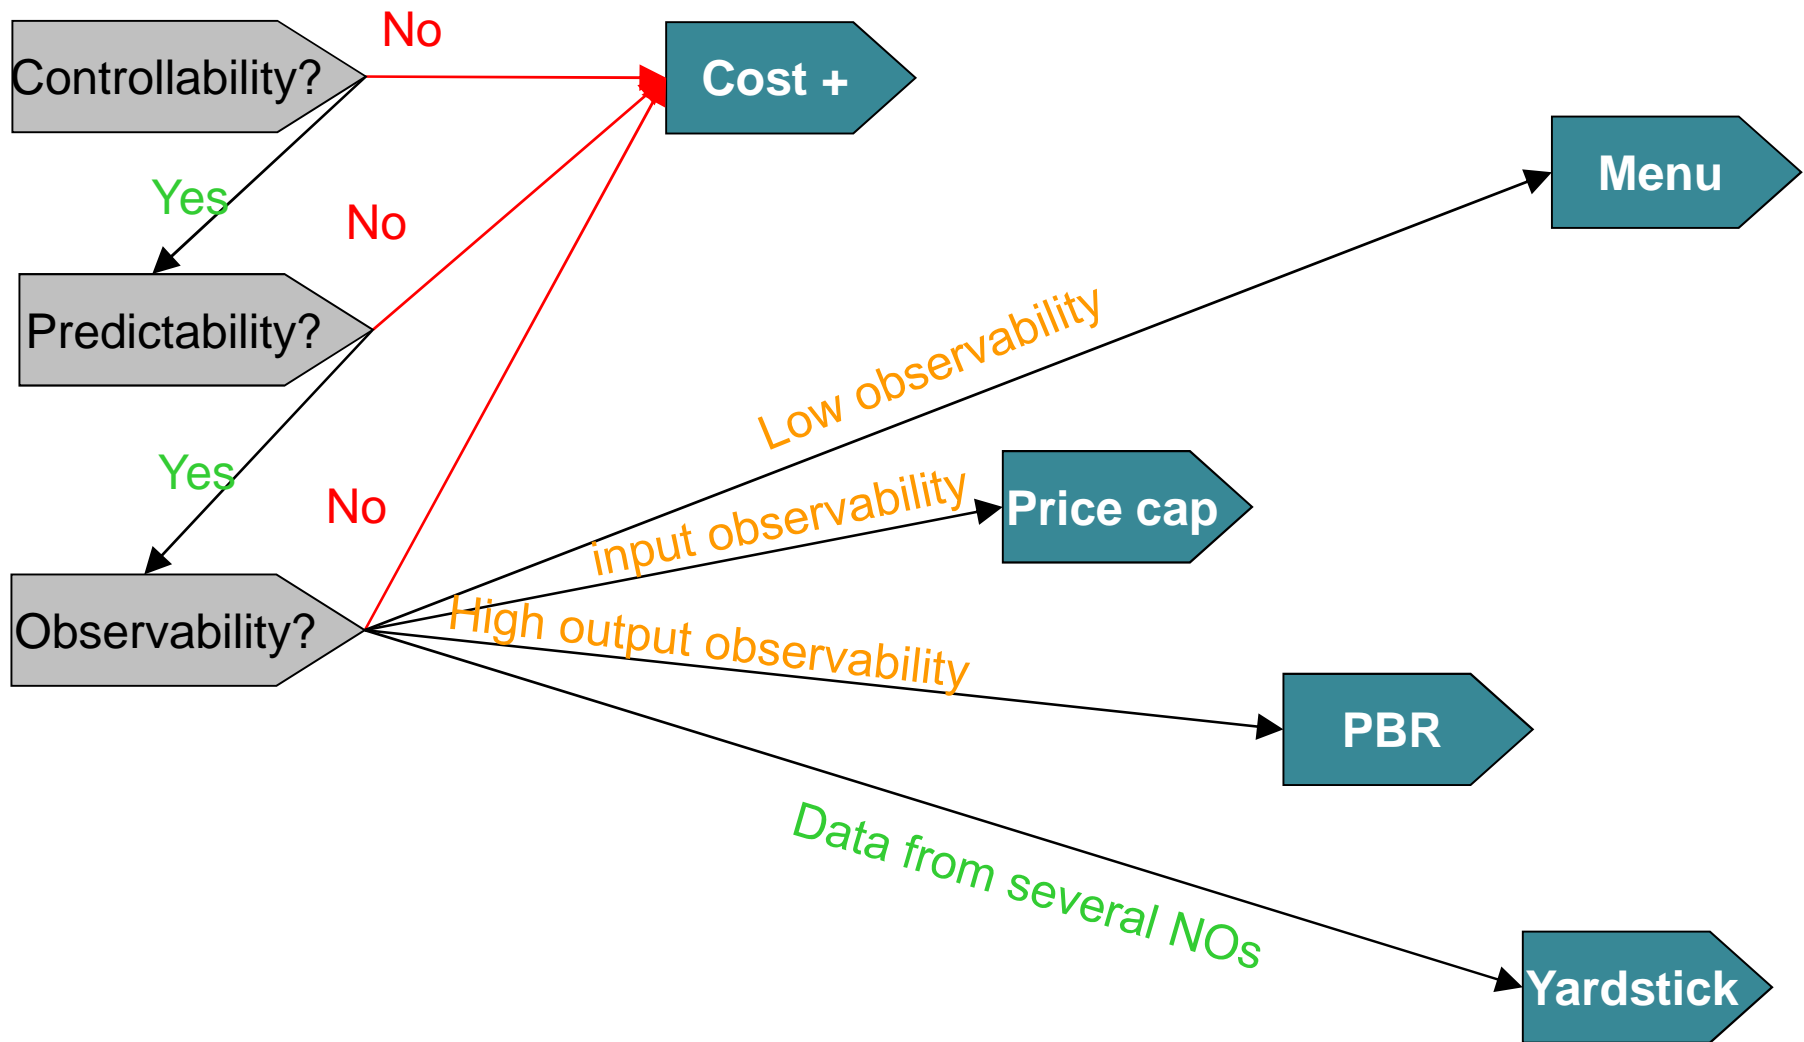 No
Controllability?
Cost +
Menu
Yes
No
Predictability?
Low observability
Yes
No
input observability
Price cap
High output observability
Observability?
PBR
Data from several NOs
Yardstick